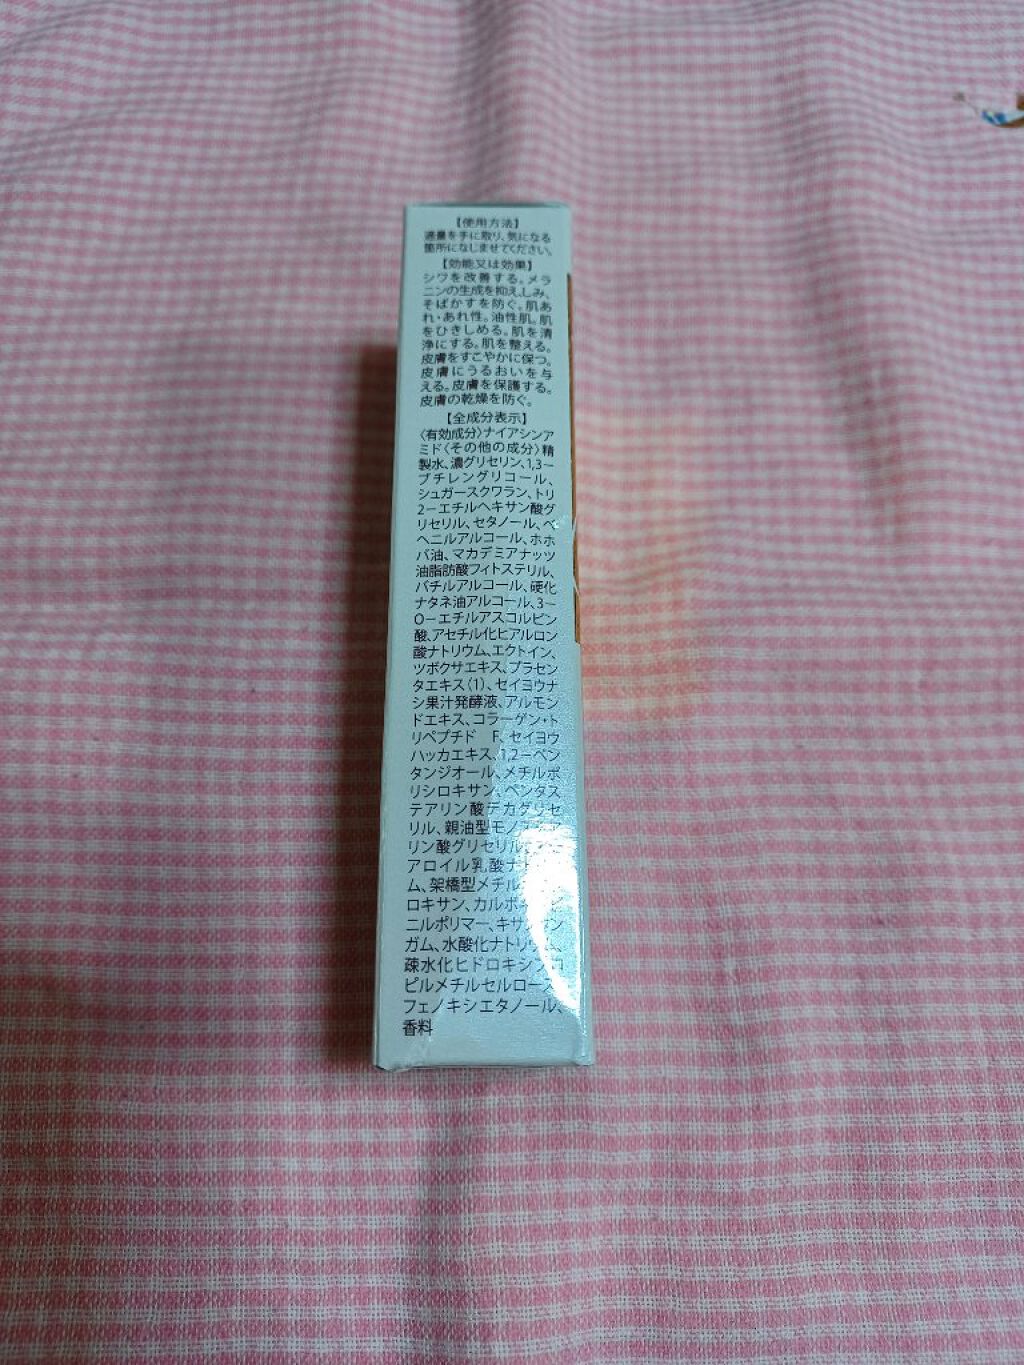 【使用方法】
適量を手に取り、気になる
箇所になじませてください。
【効能又は効果】
シワを改善する。メラ
ニンの生成を抑え、しみ、
そばかすを防ぐ。肌あ
れ・あれ性。油性肌。肌
をひきしめる。肌を清
浄にする。肌を整える。
皮膚をすこやかに保つ。
皮膚にうるおいを与
える。皮膚を保護する。
皮膚の乾燥を防ぐ。
【全成分表示】
〈有効成分〉ナイアシンア
ミド〈その他の成分〉精
製水、濃グリセリン、1,3－
ブチレングリコール、
シュガースクワラン、トリ
2－エチルヘキサン酸グ
リセリル、セタノール、ベ
ヘニルアルコール、ホホ
バ油、マカデミアナッツ
油脂肪酸フィトステリル、
バチルアルコール、硬化
ナタネ油アルコール、3－
O－エチルアスコルビン
酸、アセチル化ヒアルロン
酸ナトリウム、エクトイン、
ツボクサエキス、プラセン
タエキス(1)、セイヨウナ
シ果汁発酵液、アルモン
ドエキス、コラーゲン・ト
リペプチド F、セイヨウ
ハッカエキス、1,2－ペン
タンジオール、メチルポ
リシロキサン、ペンタス
テアリン酸デカグリセ
リル、親油型モノステア
リン酸グリセリル、
アロイル乳酸ナ
ム、架橋型メチル
ロキサン、カルボキシビ
ニルポリマー、キサンタン
ガム、水酸化ナトリウム、
疎水化ヒドロキシプロ
ピルメチルセルロース、
フェノキシエタノール、
香料